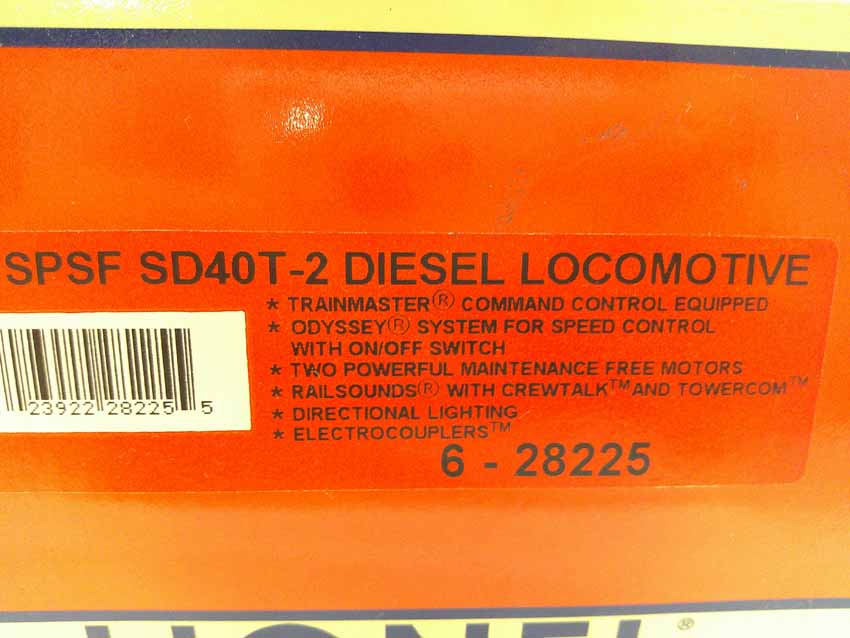 SPSF SD40T-2 DIESEL LOCOMOTIVE
* TRAINMASTER® COMMAND CONTROL EQUIPPED
* ODYSSEY® SYSTEM FOR SPEED CONTROL
WITH ON/OFF SWITCH
* TWO POWERFUL MAINTENANCE FREE MOTORS
* RAILSOUNDS® WITH CREWTALK™ AND TOWERCOM™
* DIRECTIONAL LIGHTING
* ELECTROCOUPLERS™
23922 28225 5
6 - 28225
LIONEL®